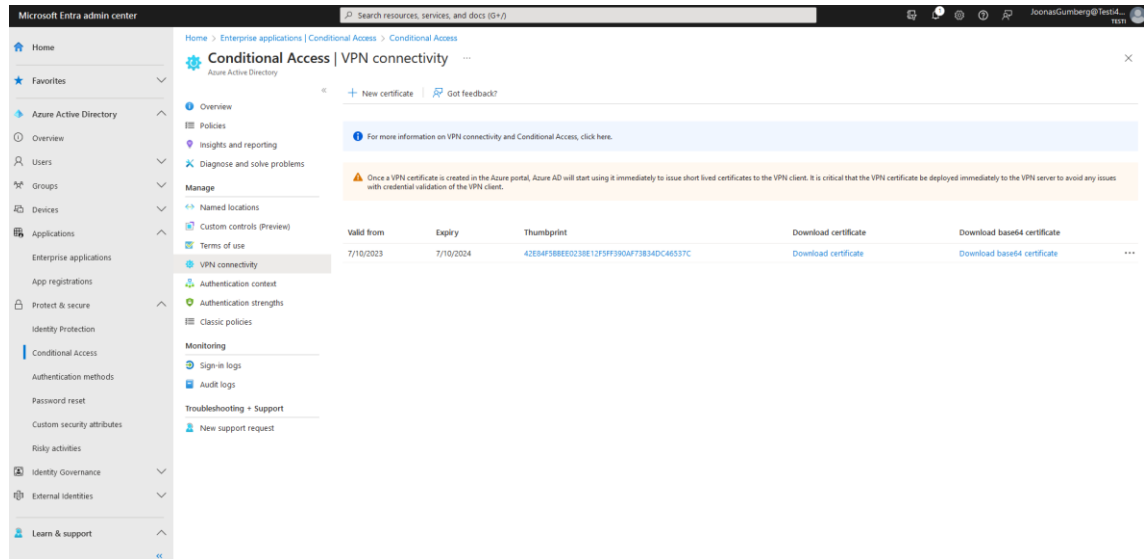 Microsoft Entra admin center
Search resources, services, and docs (G+/)
1
JoonasGumberg@Testi4...
TESTI
Home
Favorites
Azure Active Directory
Overview
Users
Groups
Devices
Applications
Enterprise applications
App registrations
Protect & secure
Identity Protection
Conditional Access
Authentication methods
Password reset
Custom security attributes
Risky activities
Identity Governance
External Identities
Learn & support
«
Home > Enterprise applications | Conditional Access > Conditional Access
Conditional Access | VPN connectivity ...
Azure Active Directory
«
Overview
Policies
Insights and reporting
Diagnose and solve problems
Manage
Named locations
Custom controls (Preview)
Terms of use
VPN connectivity
Authentication context
Authentication strengths
Classic policies
Monitoring
Sign-in logs
Audit logs
Troubleshooting + Support
New support request
New certificate
Got feedback?
For more information on VPN connectivity and Conditional Access, click here.
Once a VPN certificate is created in the Azure portal, Azure AD will start using it immediately to issue short lived certificates to the VPN client. It is critical that the VPN certificate be deployed immediately to the VPN server to avoid any issues
with credential validation of the VPN client.
Valid from Expiry Thumbprint Download certificate Download base64 certificate
7/10/2023 7/10/2024 Download certificate Download base64 certificate ...